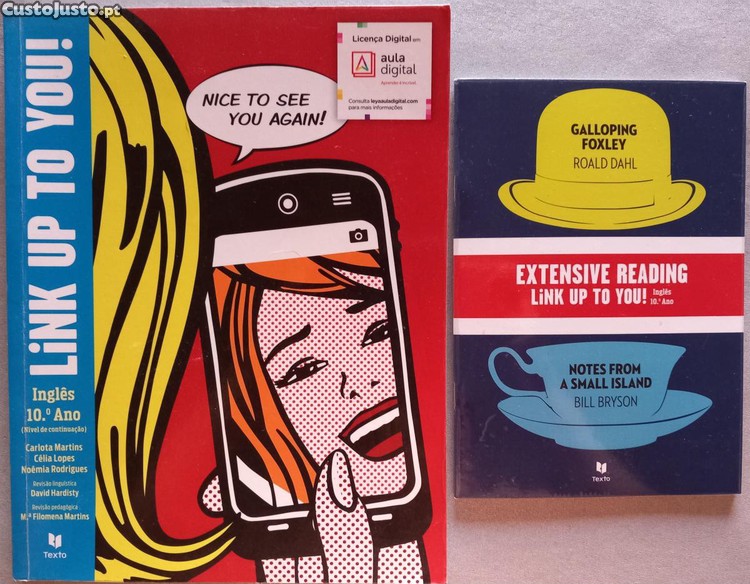 CustoJusto.pt
LiNK UP TO YOU!
Inglês
10.º Ano
(Nível de continuação)
Carlota Martins
Célia Lopes
Noémia Rodrigues
Revisão linguística
David Hardisty
Revisão pedagógica
M.ª Filomena Martins
Texto
NICE TO SEE
YOU AGAIN!
Licença Digital em
aula
digital
Aprender é incrível.
Consulta leyaauladigital.com
para mais informações
GALLOPING
FOXLEY
ROALD DAHL
EXTENSIVE READING
LiNK UP TO YOU! Inglês
10.º Ano
NOTES FROM
A SMALL ISLAND
BILL BRYSON
Texto